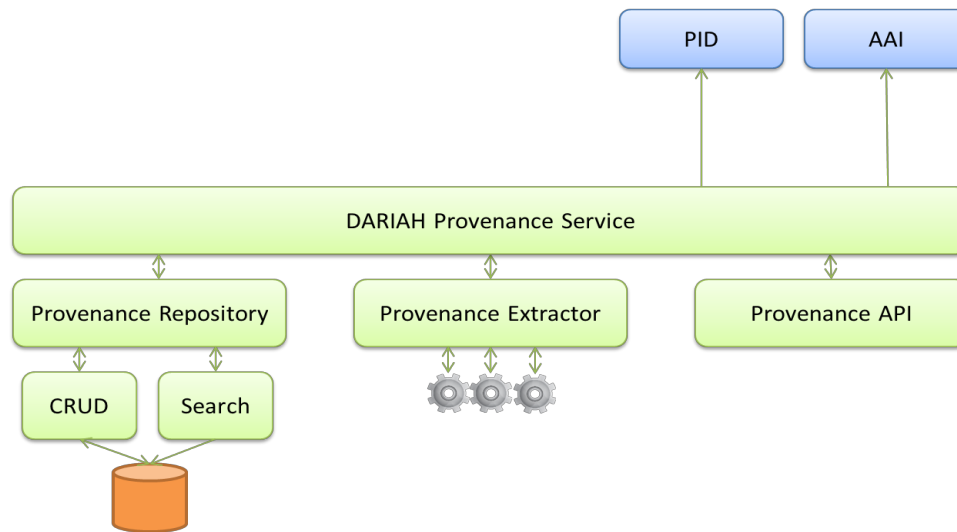 PID
AAI
DARIAH Provenance Service
Provenance Repository
Provenance Extractor
Provenance API
CRUD
Search